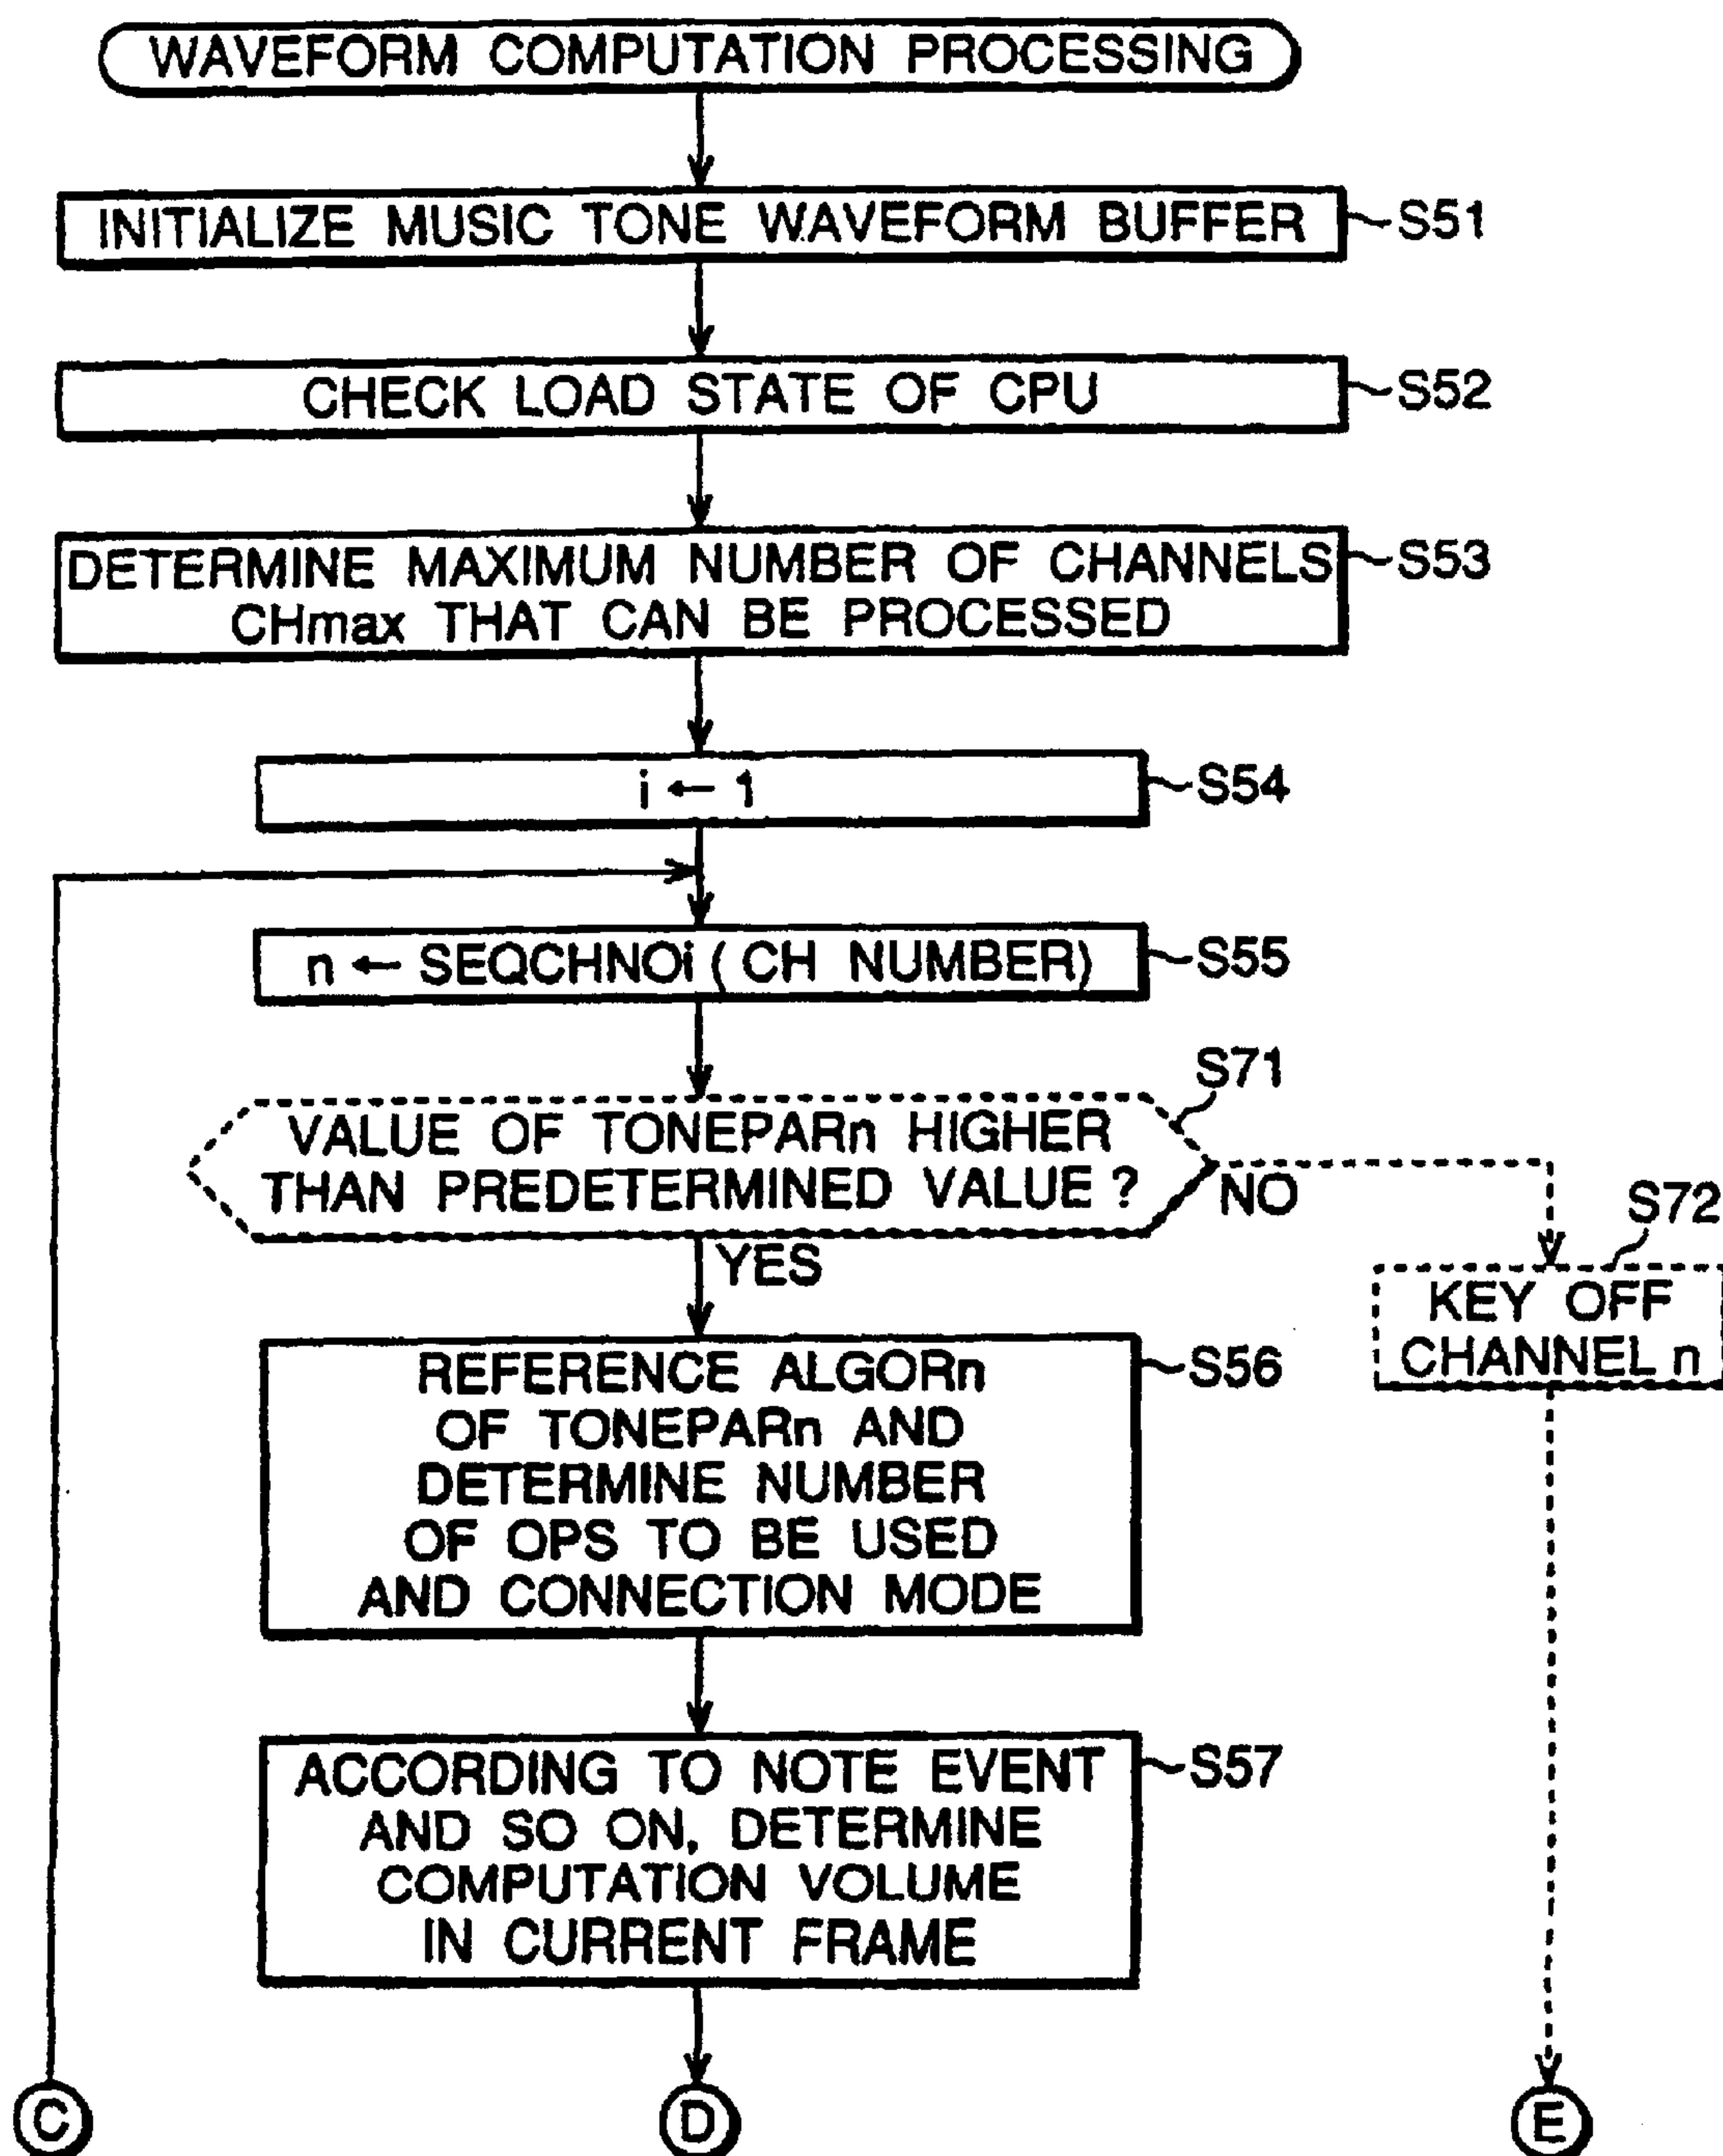 WAVEFORM COMPUTATION PROCESSING
INITIALIZE MUSIC TONE WAVEFORM BUFFER
S51
CHECK LOAD STATE OF CPU
S52
DETERMINE MAXIMUM NUMBER OF CHANNELS
CHmax THAT CAN BE PROCESSED
S53
i ← 1
S54
n ← SEQCHNOi ( CH NUMBER)
S55
S71
VALUE OF TONEPARn HIGHER
THAN PREDETERMINED VALUE ?
NO
S72
YES
KEY OFF
CHANNEL n
REFERENCE ALGORn
OF TONEPARn AND
DETERMINE NUMBER
OF OPS TO BE USED
AND CONNECTION MODE
S56
ACCORDING TO NOTE EVENT
AND SO ON, DETERMINE
COMPUTATION VOLUME
IN CURRENT FRAME
S57
C
D
E